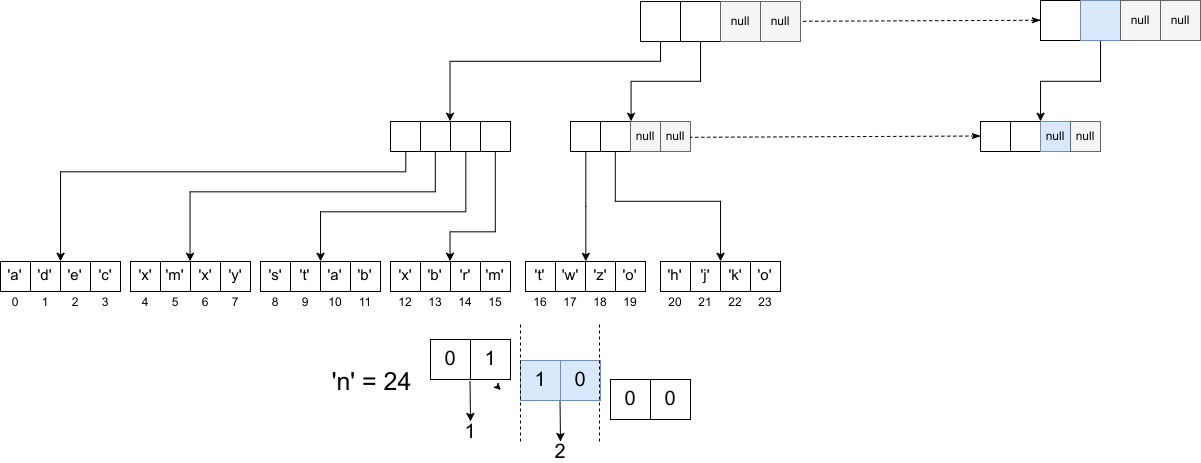 null null null null
null null null null
'a' 'd' 'e' 'c' 'x' 'm' 'x' 'y' 's' 't' 'a' 'b' 'x' 'b' 'r' 'm' 't' 'w' 'z' 'o' 'h' 'j' 'k' 'o'
0 1 2 3 4 5 6 7 8 9 10 11 12 13 14 15 16 17 18 19 20 21 22 23
'n' = 24 0 1 1 0 0 0
1 2